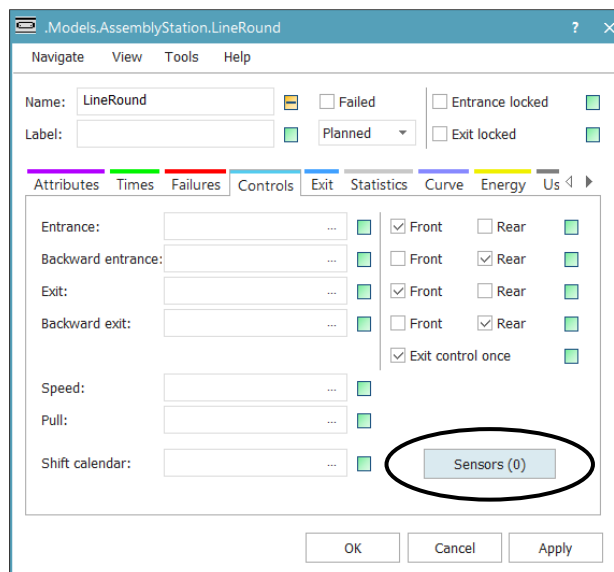 .Models.AssemblyStation.LineRound ? ×
Navigate View Tools Help
Name: LineRound Failed Entrance locked
Label: Planned Exit locked
Attributes Times Failures Controls Exit Statistics Curve Energy Us
Entrance: ... Front Rear
Backward entrance: ... Front Rear
Exit: ... Front Rear
Backward exit: ... Front Rear
Exit control once
Speed: ...
Pull: ...
Shift calendar: ... Sensors (0)
OK Cancel Apply